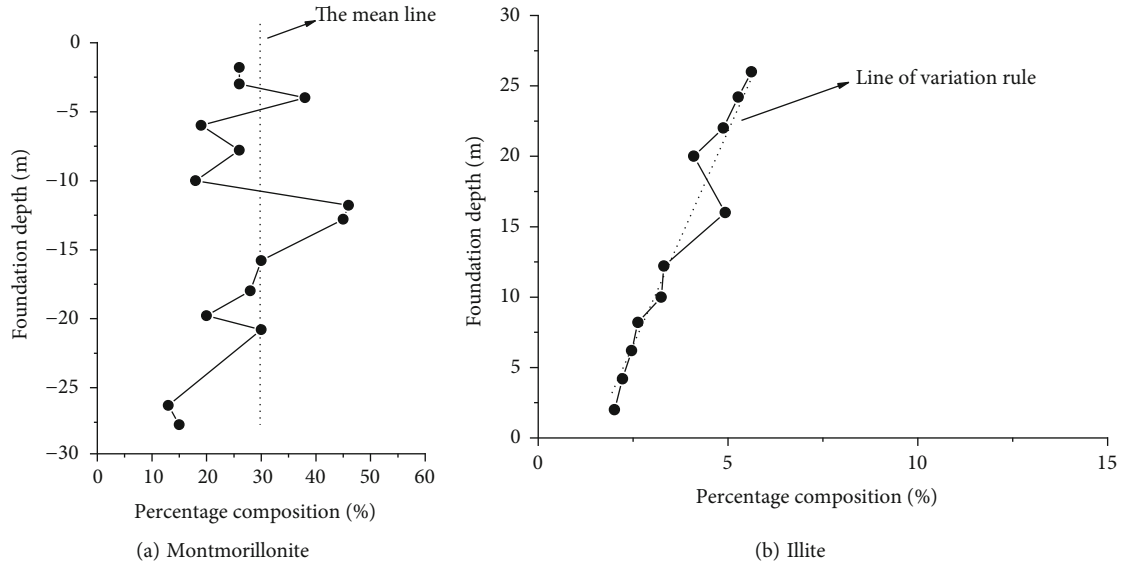 The mean line
0
−5
−10
−15
−20
−25
−30
Foundation depth (m)
0 10 20 30 40 50 60
Percentage composition (%)
(a) Montmorillonite
Line of variation rule
30
25
20
15
10
5
0
Foundation depth (m)
0 5 10 15
Percentage composition (%)
(b) Illite